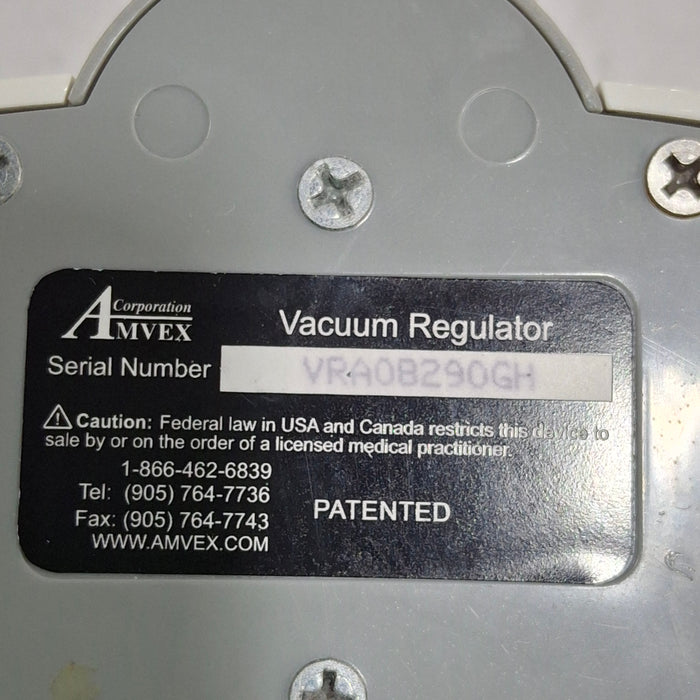 AMVEX Corporation
Vacuum Regulator
Serial Number VRA0B290GH
⚠ Caution: Federal law in USA and Canada restricts this device to
sale by or on the order of a licensed medical practitioner.
1-866-462-6839
Tel: (905) 764-7736
Fax: (905) 764-7743
WWW.AMVEX.COM
PATENTED